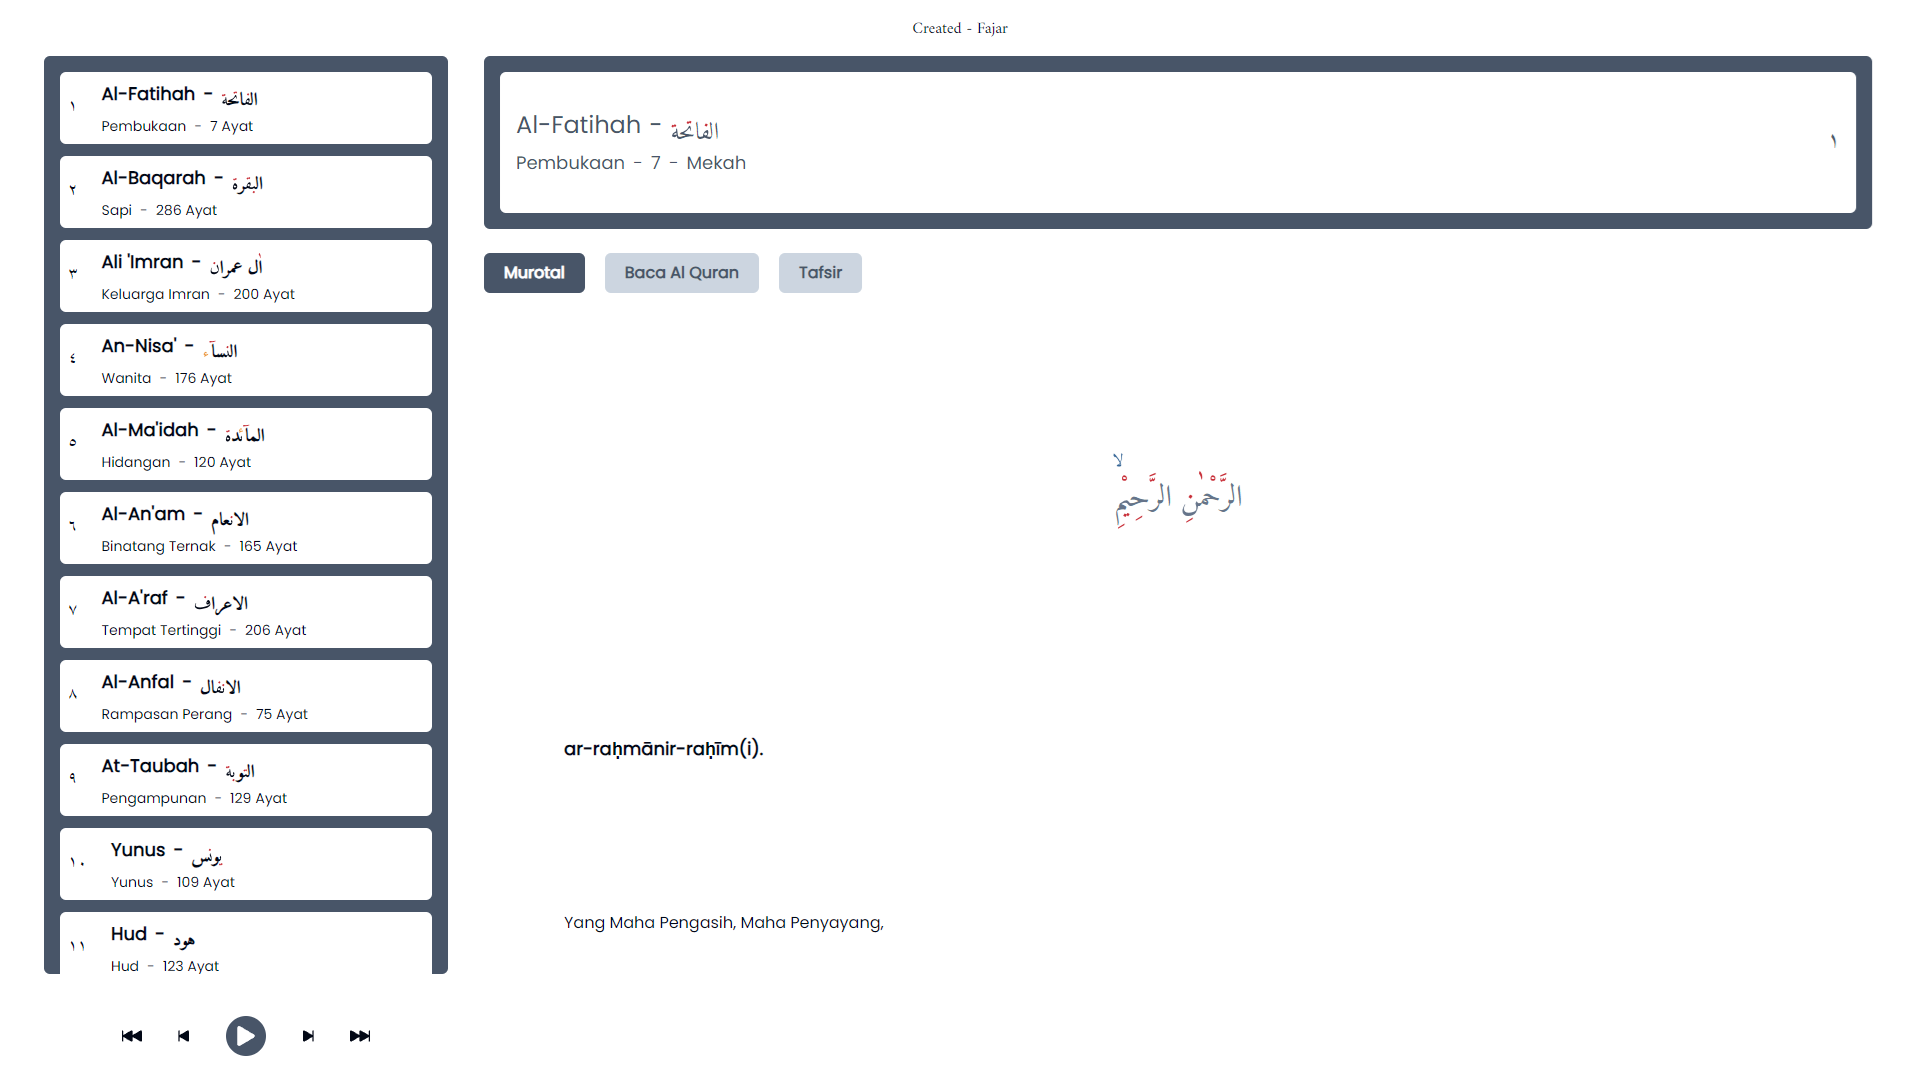 Created - Fajar
١
Al-Fatihah - الفاتحة
Pembukaan - 7 Ayat
٢
Al-Baqarah - البقرة
Sapi - 286 Ayat
٣
Ali 'Imran - اٰل عمران
Keluarga Imran - 200 Ayat
٤
An-Nisa' - النساۤء
Wanita - 176 Ayat
٥
Al-Ma'idah - الماۤئدة
Hidangan - 120 Ayat
٦
Al-An'am - الانعام
Binatang Ternak - 165 Ayat
٧
Al-A'raf - الاعراف
Tempat Tertinggi - 206 Ayat
٨
Al-Anfal - الانفال
Rampasan Perang - 75 Ayat
٩
At-Taubah - التوبة
Pengampunan - 129 Ayat
١٠
Yunus - يونس
Yunus - 109 Ayat
١١
Hud - هود
Hud - 123 Ayat
Al-Fatihah - الفاتحة
Pembukaan - 7 - Mekah
١
Murotal
Baca Al Quran
Tafsir
الرَّحْمٰنِ الرَّحِيْمِۙ
ar-raḥmānir-raḥīm(i).
Yang Maha Pengasih, Maha Penyayang,